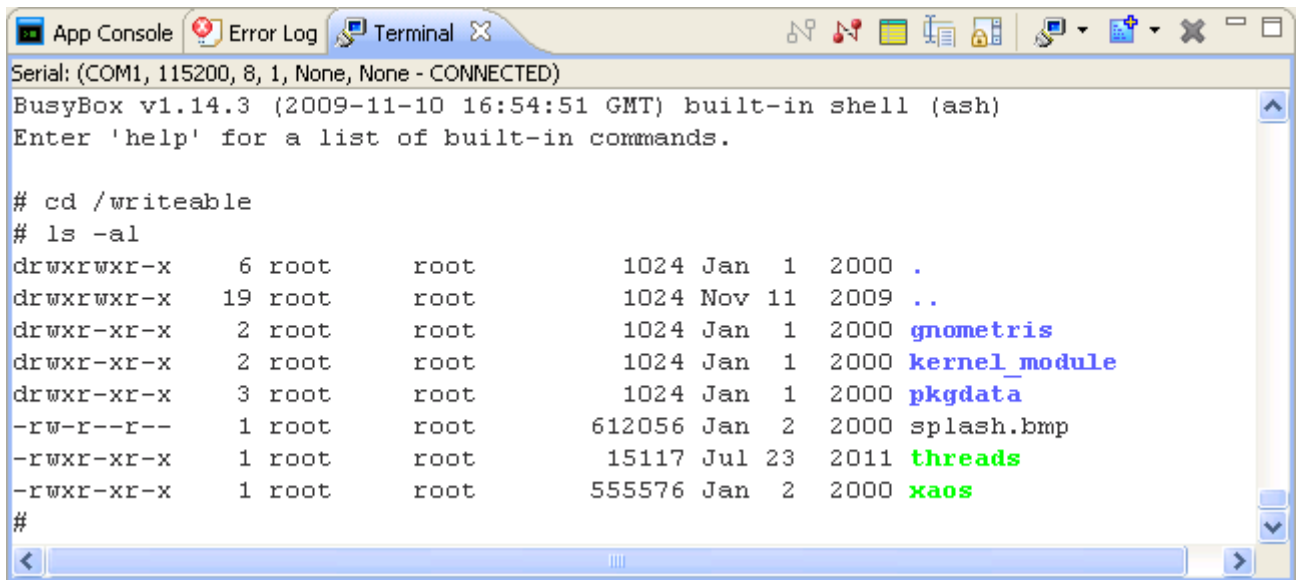 App Console Error Log Terminal
Serial: (COM1, 115200, 8, 1, None, None - CONNECTED)
BusyBox v1.14.3 (2009-11-10 16:54:51 GMT) built-in shell (ash)
Enter 'help' for a list of built-in commands.
# cd /writeable
# ls -al
drwxrwxr-x 6 root root 1024 Jan 1 2000 .
drwxrwxr-x 19 root root 1024 Nov 11 2009 ..
drwxr-xr-x 2 root root 1024 Jan 1 2000 gnometris
drwxr-xr-x 2 root root 1024 Jan 1 2000 kernel_module
drwxr-xr-x 3 root root 1024 Jan 1 2000 pkgdata
-rw-r--r-- 1 root root 612056 Jan 2 2000 splash.bmp
-rwxr-xr-x 1 root root 15117 Jul 23 2011 threads
-rwxr-xr-x 1 root root 555576 Jan 2 2000 xaos
#